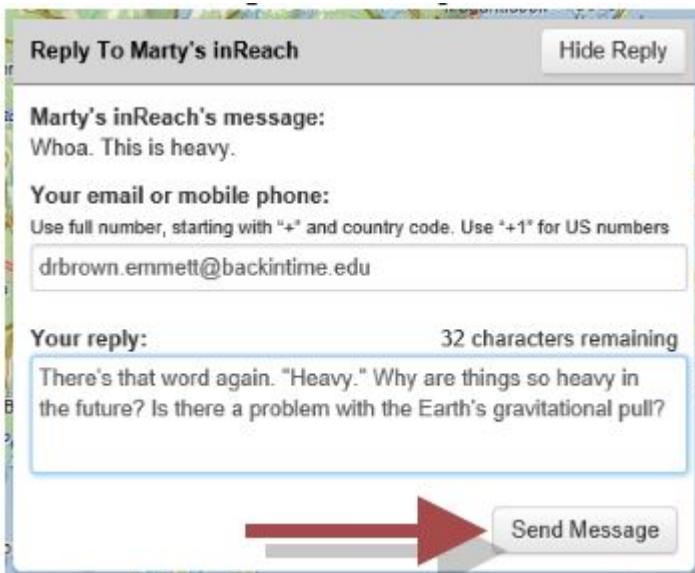 Reply To Marty's inReach
Hide Reply
Marty's inReach's message:
Whoa. This is heavy.
Your email or mobile phone:
Use full number, starting with “+” and country code. Use “+1” for US numbers
drbrown.emmett@backintime.edu
Your reply:
32 characters remaining
There's that word again. "Heavy." Why are things so heavy in
the future? Is there a problem with the Earth's gravitational pull?
Send Message